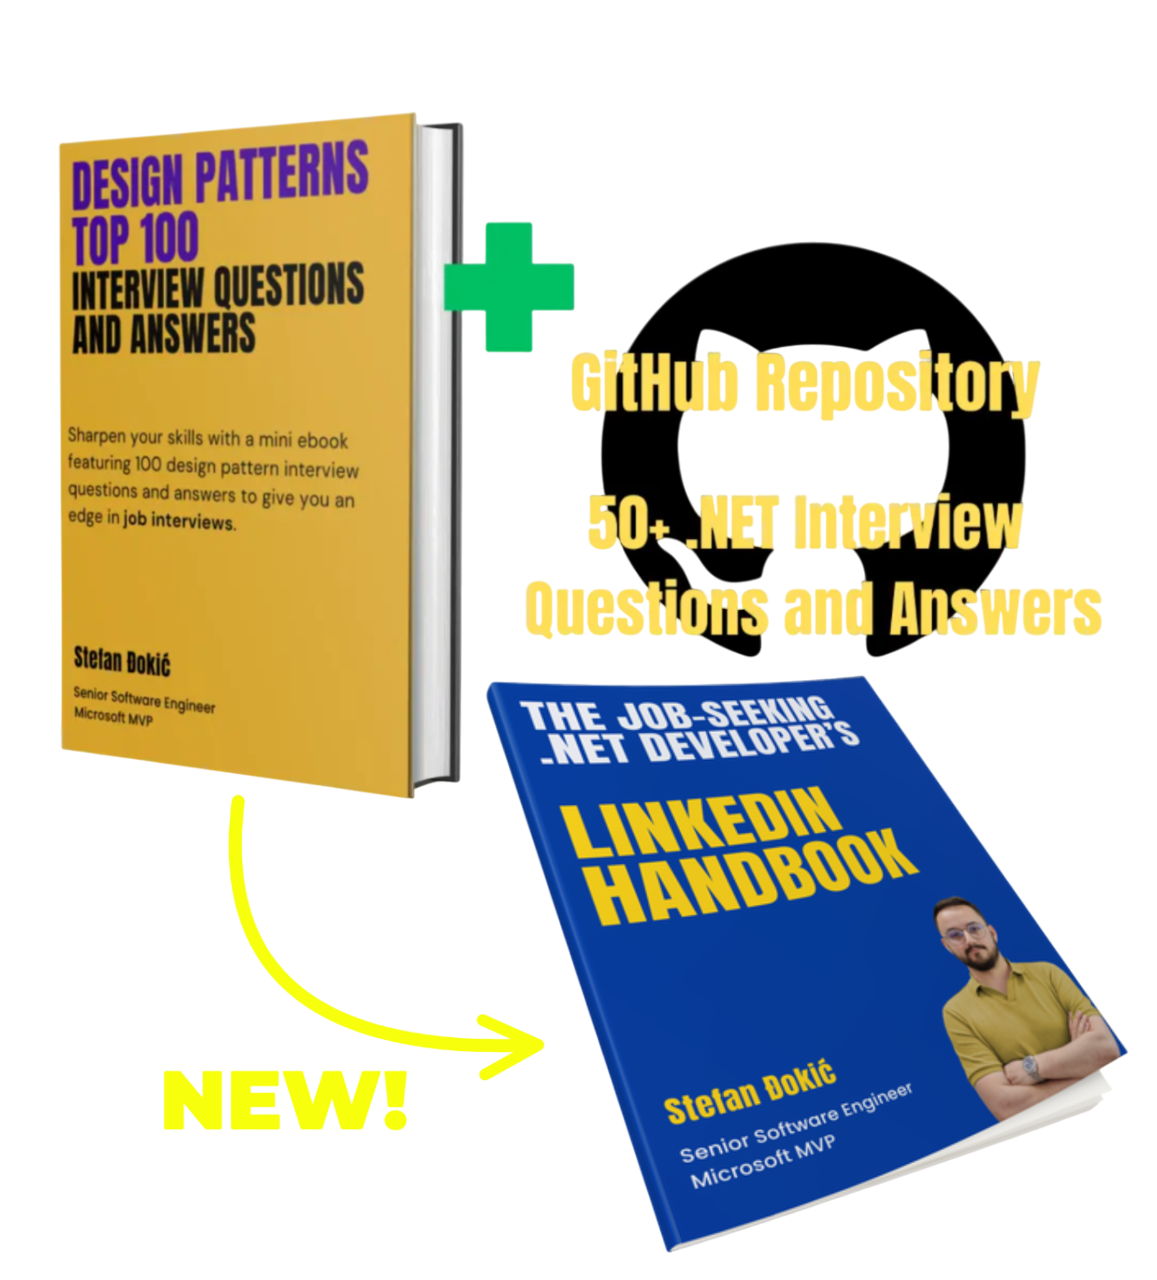 DESIGN PATTERNS
TOP 100
INTERVIEW QUESTIONS
AND ANSWERS
Sharpen your skills with a mini ebook
featuring 100 design pattern interview
questions and answers to give you an
edge in job interviews.
Stefan Đokić
Senior Software Engineer
Microsoft MVP
GitHub Repository
50+ .NET Interview
Questions and Answers
THE JOB-SEEKING
.NET DEVELOPER'S
LINKEDIN
HANDBOOK
Stefan Đokić
Senior Software Engineer
Microsoft MVP
NEW!